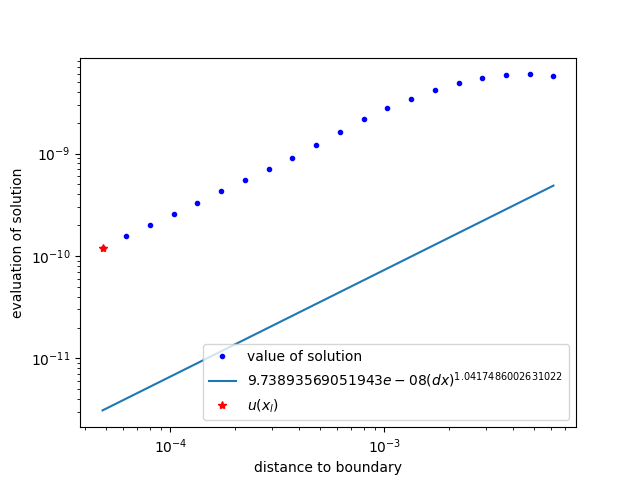 10⁻⁹
10⁻¹⁰
10⁻¹¹
evaluation of solution
value of solution
9.73893569051943e − 08(dx)^1.0417486002631022
u(x_l)
10⁻⁴
10⁻³
distance to boundary